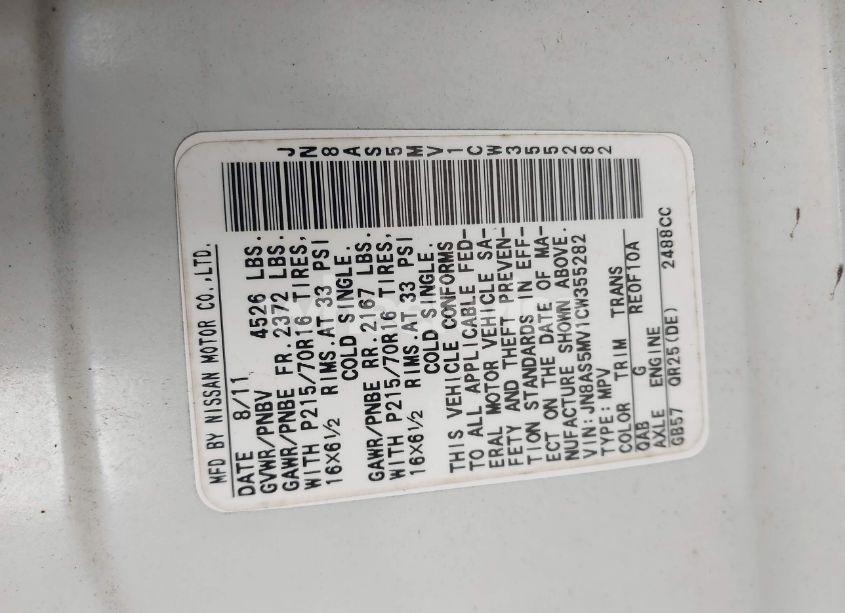 MFD BY NISSAN MOTOR CO.,LTD.
DATE 8/11
GVWR/PNBV 4526 LBS.
GAWR/PNBE FR. 2372 LBS.
WITH P215/70R16 TIRES,
16X6½ RIMS.AT 33 PSI
COLD SINGLE.
GAWR/PNBE RR. 2167 LBS.
WITH P215/70R16 TIRES,
16X6½ RIMS.AT 33 PSI
COLD SINGLE.
THIS VEHICLE CONFORMS
TO ALL APPLICABLE FED-
ERAL MOTOR VEHICLE SA-
FETY AND THEFT PREVEN-
TION STANDARDS IN EFF-
ECT ON THE DATE OF MA-
NUFACTURE SHOWN ABOVE.
VIN: JN8AS5MV1CW355282
TYPE: MPV
COLOR TRIM TRANS
QAB G RE0F10A
AXLE ENGINE
GB57 QR25(DE) 2488CC
JN8AS5MV1CW355282